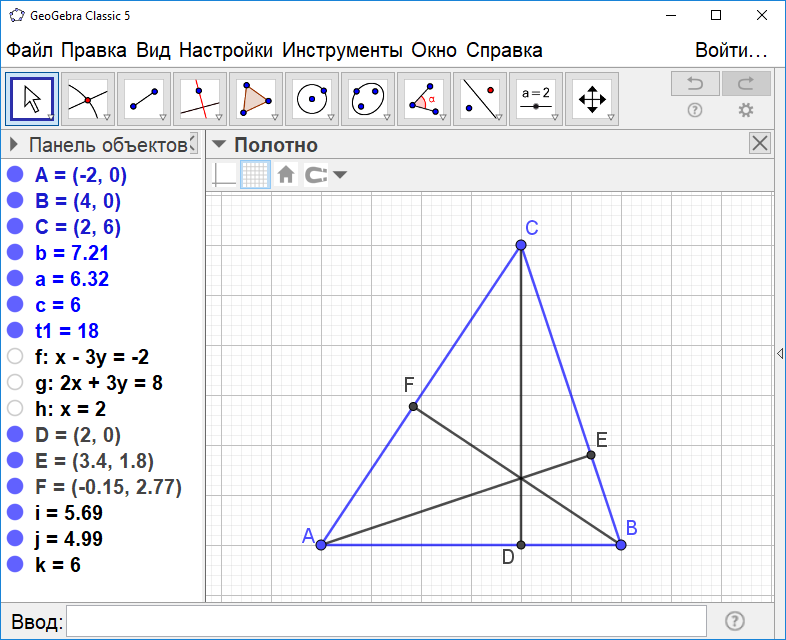 GeoGebra Classic 5
Файл Правка Вид Настройки Инструменты Окно Справка Войти...
α
a=2
Панель объектов
Полотно
A = (-2, 0)
B = (4, 0)
C = (2, 6)
b = 7.21
a = 6.32
c = 6
t1 = 18
f: x - 3y = -2
g: 2x + 3y = 8
h: x = 2
D = (2, 0)
E = (3.4, 1.8)
F = (-0.15, 2.77)
i = 5.69
j = 4.99
k = 6
C
F
E
A
B
D
Ввод: